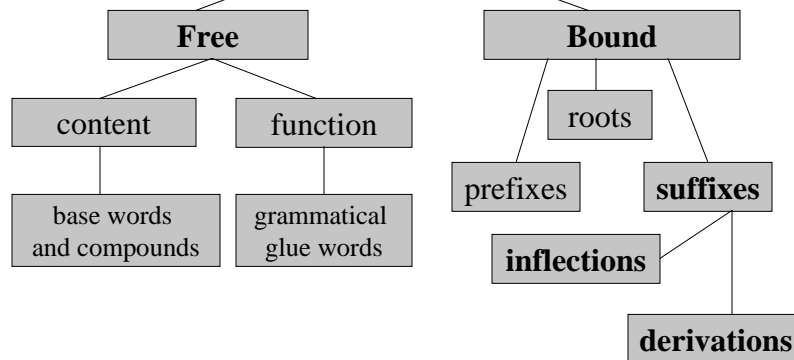 Free
Bound
content
function
roots
prefixes
suffixes
base words
and compounds
grammatical
glue words
inflections
derivations